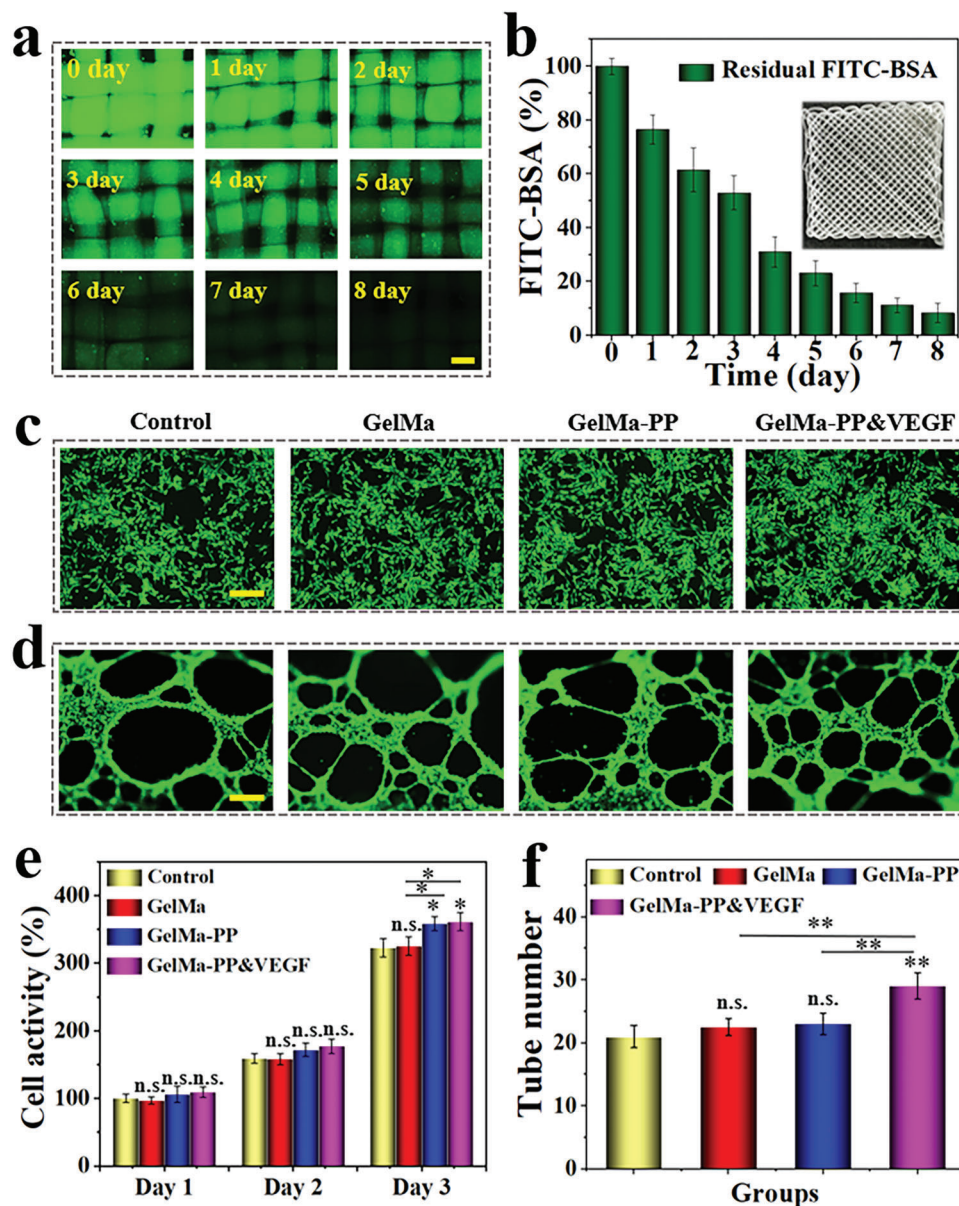 a
0 day
1 day
2 day
3 day
4 day
5 day
6 day
7 day
8 day
b
FITC-BSA (%)
100
80
60
40
20
0
Residual FITC-BSA
0 1 2 3 4 5 6 7 8
Time (day)
c
Control GelMa GelMa-PP GelMa-PP&VEGF
d
e
Cell activity (%)
400
300
200
100
0
Control
GelMa
GelMa-PP
GelMa-PP&VEGF
n.s. n.s. n.s.
n.s. n.s. n.s.
*
*
n.s. * *
Day 1 Day 2 Day 3
f
Tube number
40
30
20
10
0
Control GelMa GelMa-PP
GelMa-PP&VEGF
**
**
n.s. n.s. **
Groups